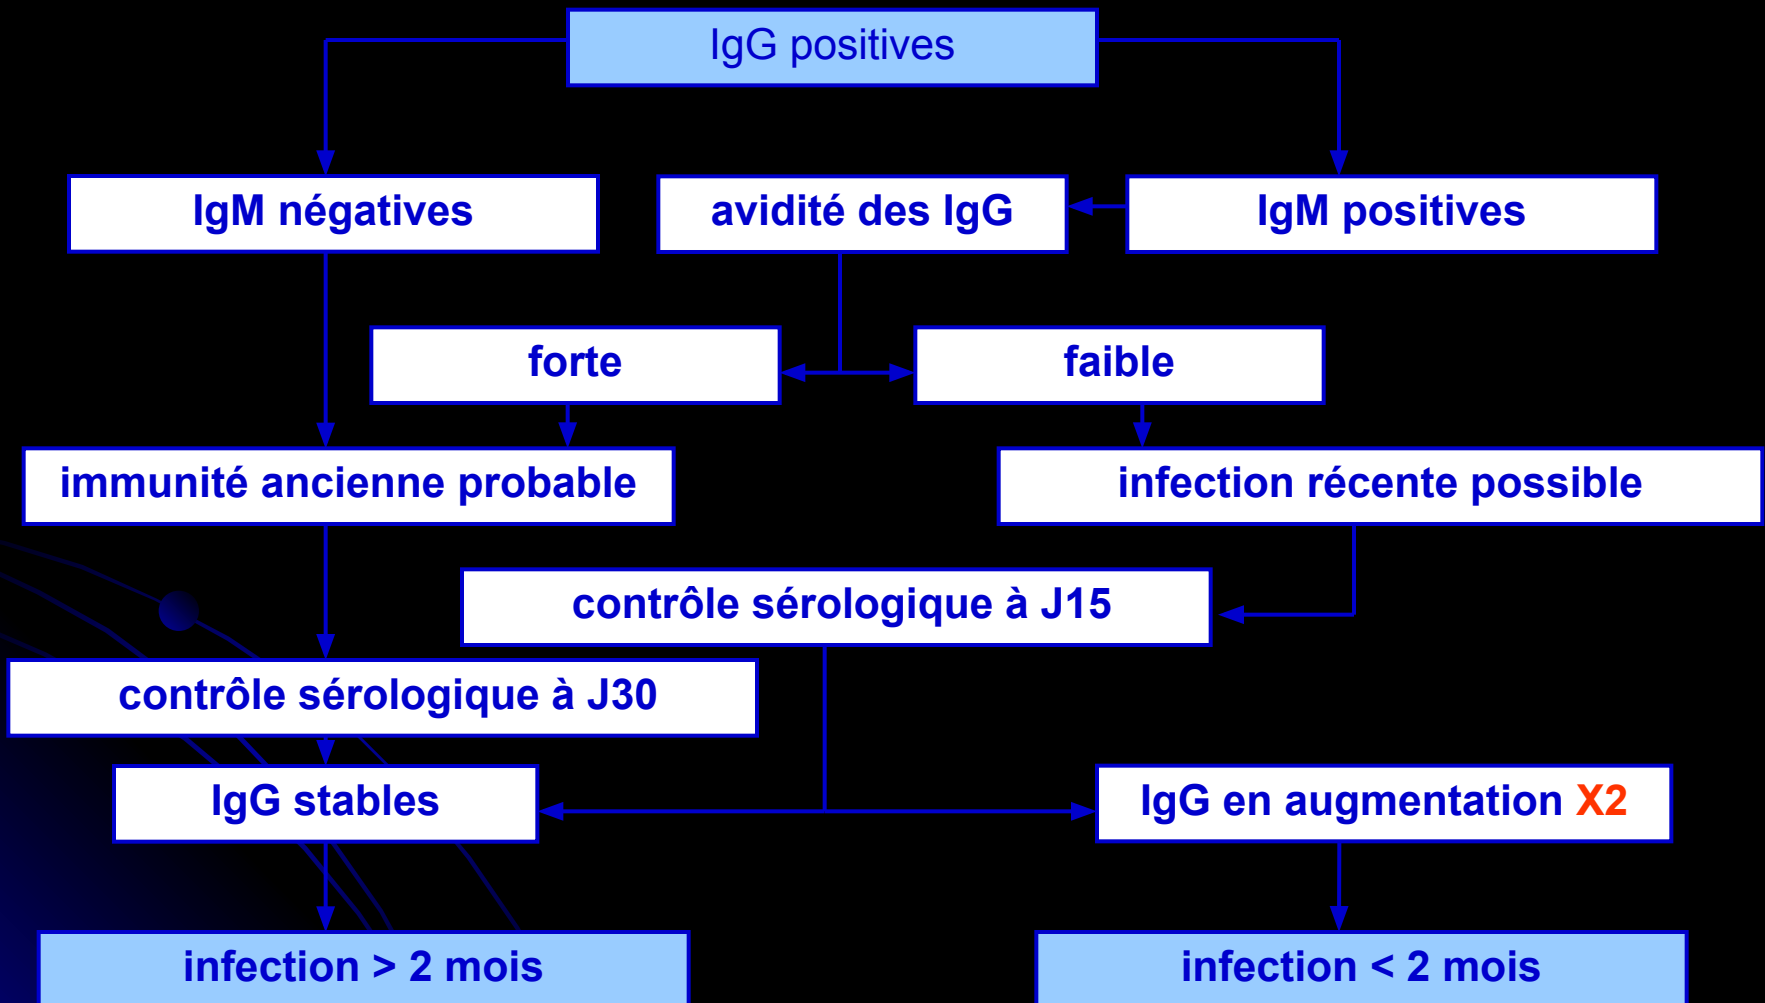 IgG positives
IgM négatives
avidité des IgG
IgM positives
forte
faible
immunité ancienne probable
infection récente possible
contrôle sérologique à J15
contrôle sérologique à J30
IgG stables
IgG en augmentation X2
infection > 2 mois
infection < 2 mois